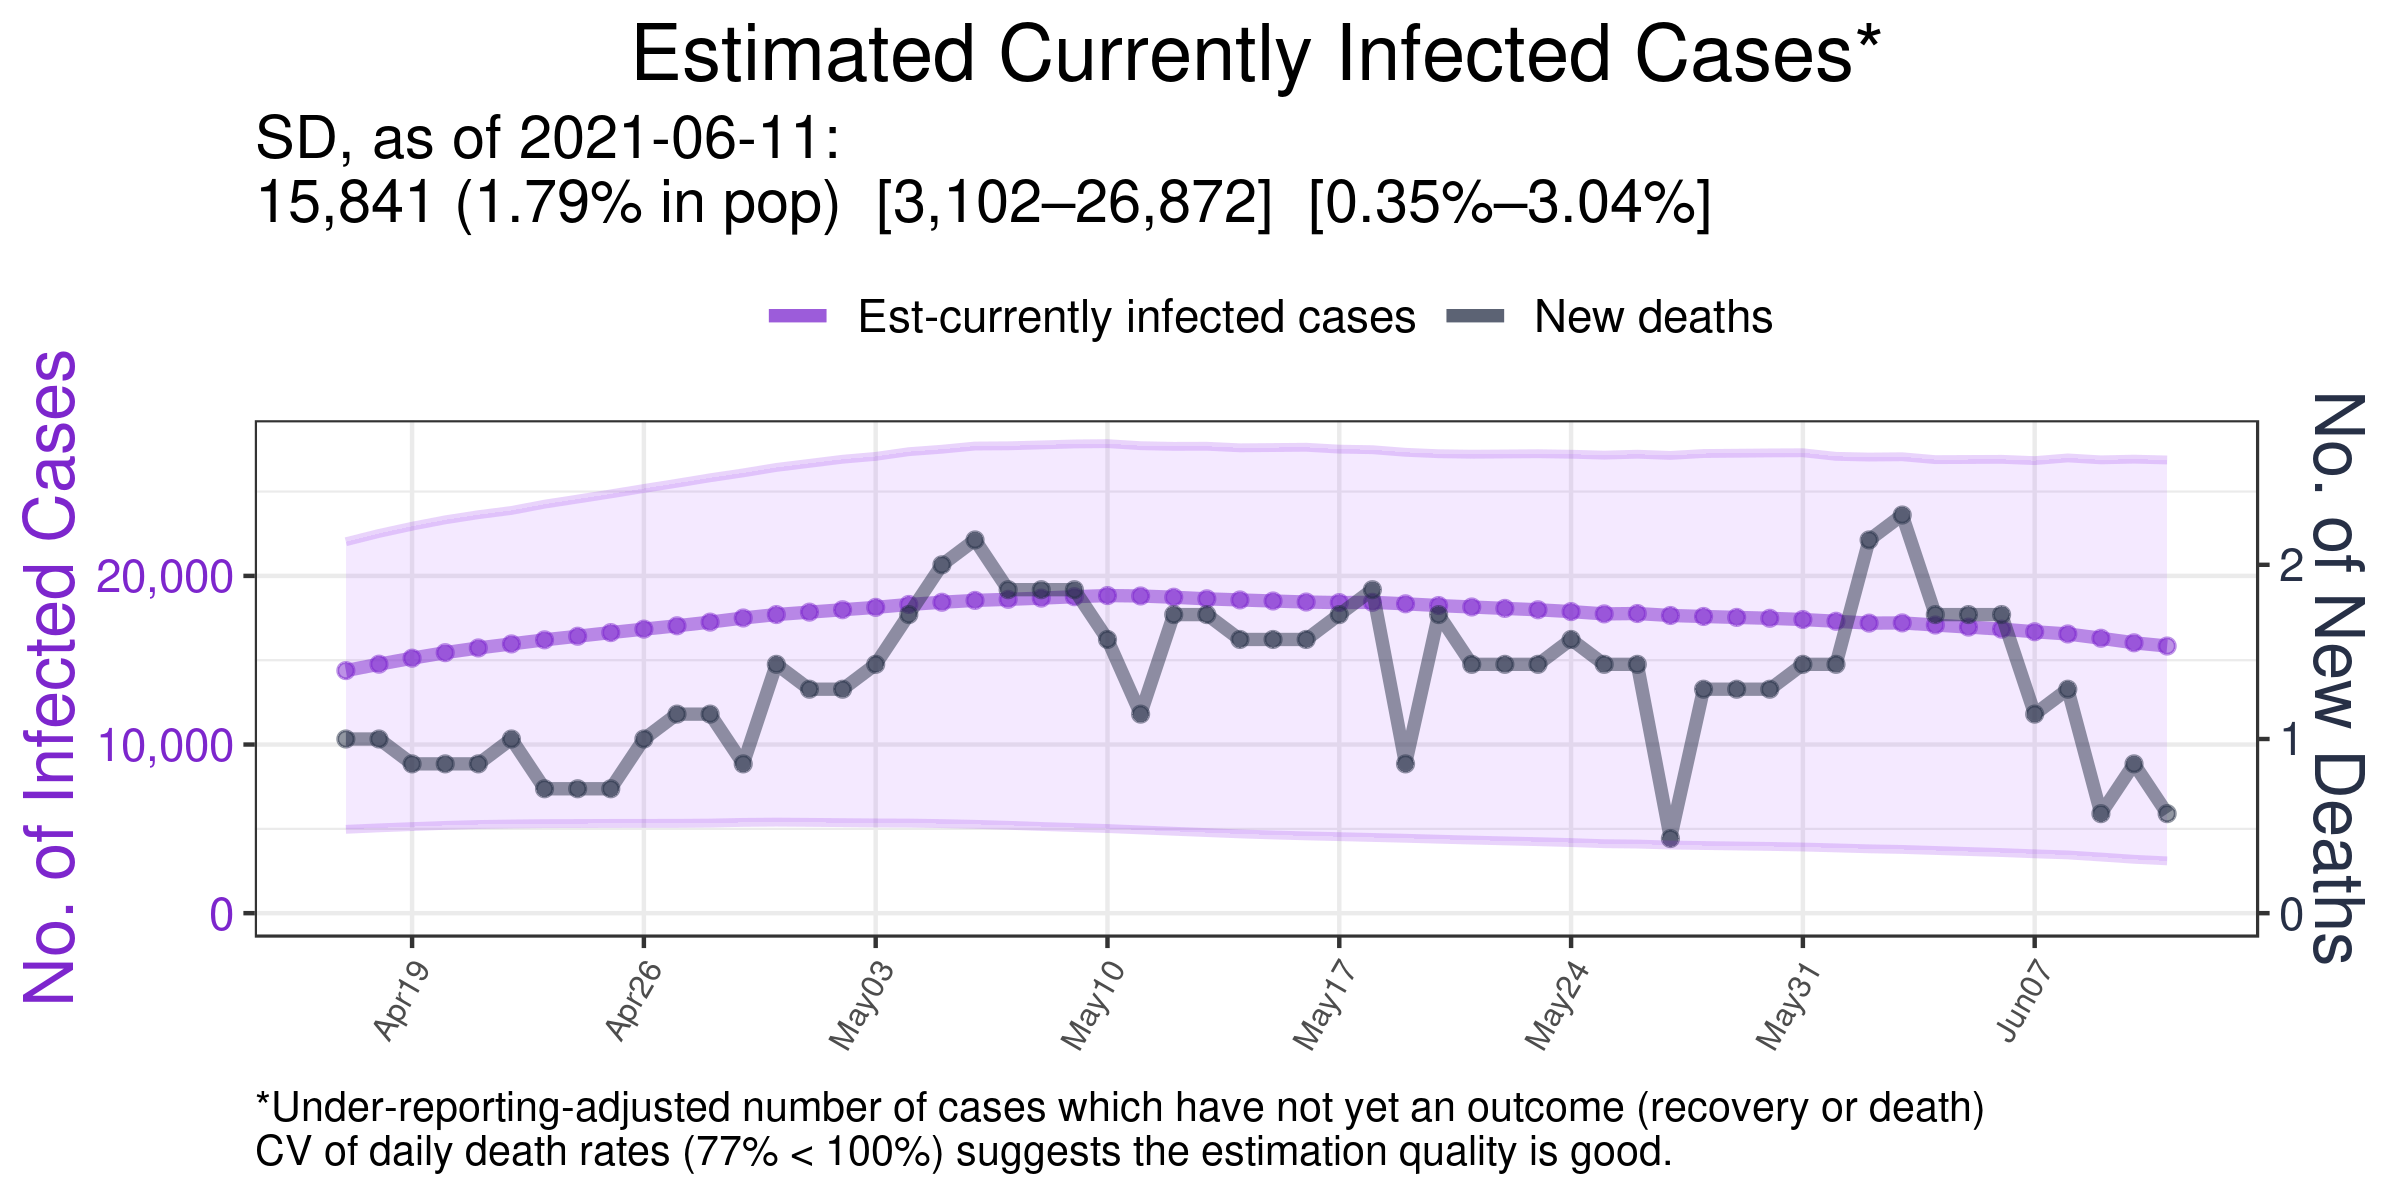 Estimated Currently Infected Cases*
SD, as of 2021-06-11:
15,841 (1.79% in pop)  [3,102–26,872]  [0.35%–3.04%]
Est-currently infected cases
New deaths
No. of Infected Cases
20,000
10,000
0
No. of New Deaths
2
1
0
Apr19
Apr26
May03
May10
May17
May24
May31
Jun07
*Under-reporting-adjusted number of cases which have not yet an outcome (recovery or death)
CV of daily death rates (77% < 100%) suggests the estimation quality is good.